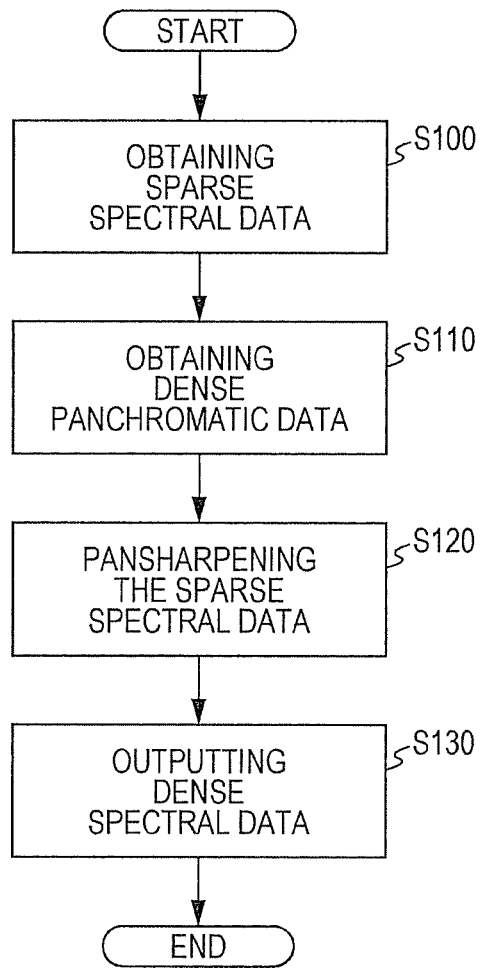 START
OBTAINING
SPARSE
SPECTRAL DATA
S100
OBTAINING
DENSE
PANCHROMATIC DATA
S110
PANSHARPENING
THE SPARSE
SPECTRAL DATA
S120
OUTPUTTING
DENSE
SPECTRAL DATA
S130
END